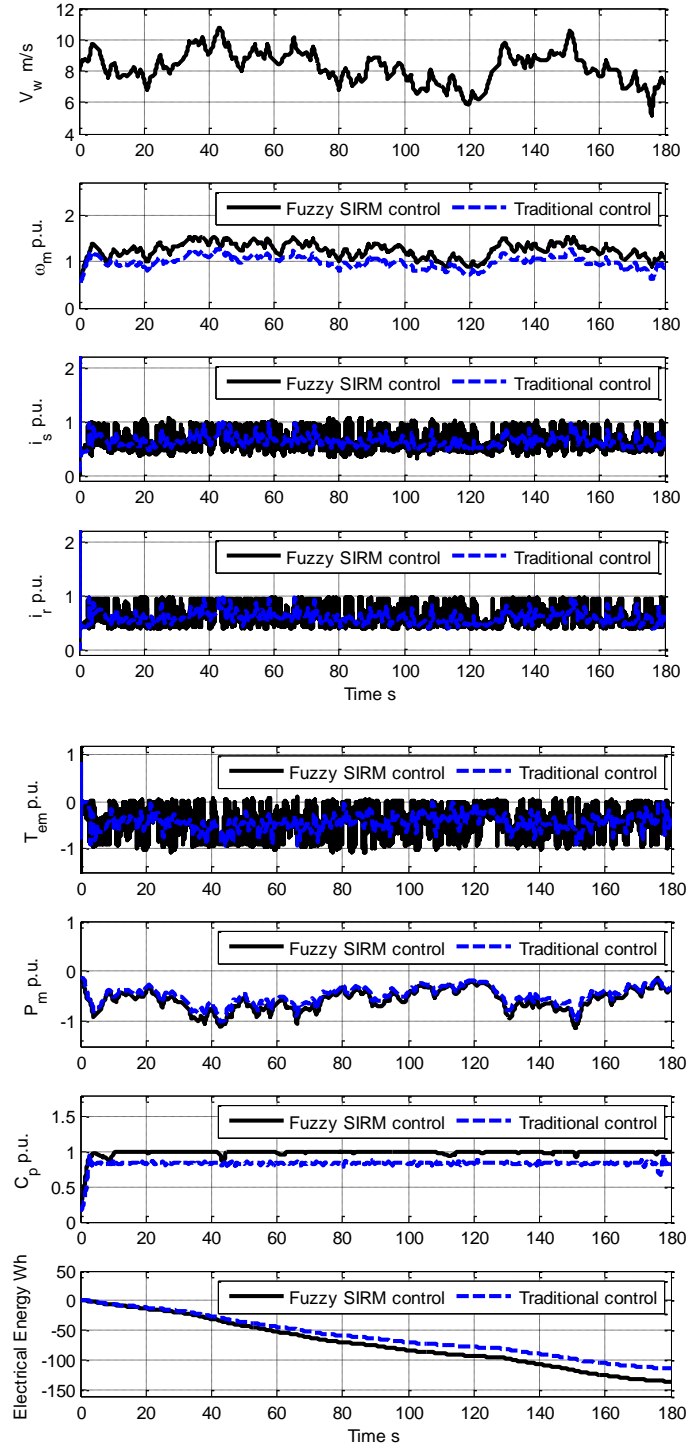 12
10
8
6
4
V_w m/s
0 20 40 60 80 100 120 140 160 180
Fuzzy SIRM control Traditional control
2
1
0
ω_m p.u.
0 20 40 60 80 100 120 140 160 180
Fuzzy SIRM control Traditional control
2
1
0
i_s p.u.
0 20 40 60 80 100 120 140 160 180
Fuzzy SIRM control Traditional control
2
1
0
i_r p.u.
0 20 40 60 80 100 120 140 160 180
Time s
Fuzzy SIRM control Traditional control
1
0
-1
T_em p.u.
0 20 40 60 80 100 120 140 160 180
Fuzzy SIRM control Traditional control
1
0
-1
P_m p.u.
0 20 40 60 80 100 120 140 160 180
Fuzzy SIRM control Traditional control
1.5
1
0.5
0
C_p p.u.
0 20 40 60 80 100 120 140 160 180
Fuzzy SIRM control Traditional control
50
0
-50
-100
-150
Electrical Energy Wh
0 20 40 60 80 100 120 140 160 180
Time s